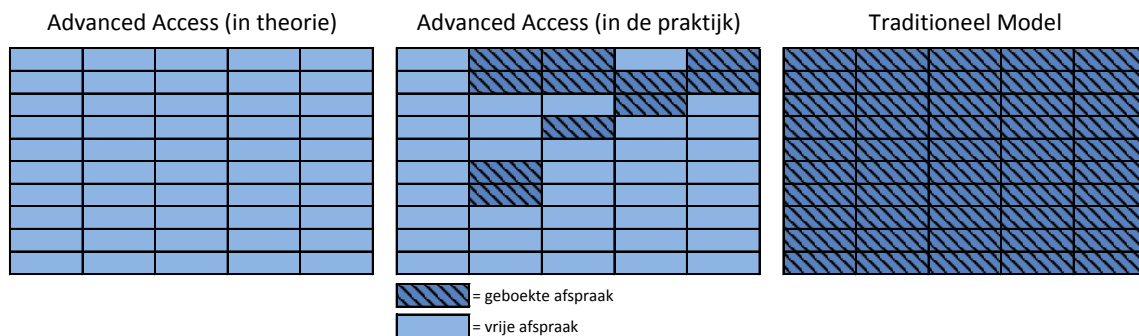 Advanced Access (in theorie)
Advanced Access (in de praktijk)
Traditioneel Model
= geboekte afspraak
= vrije afspraak